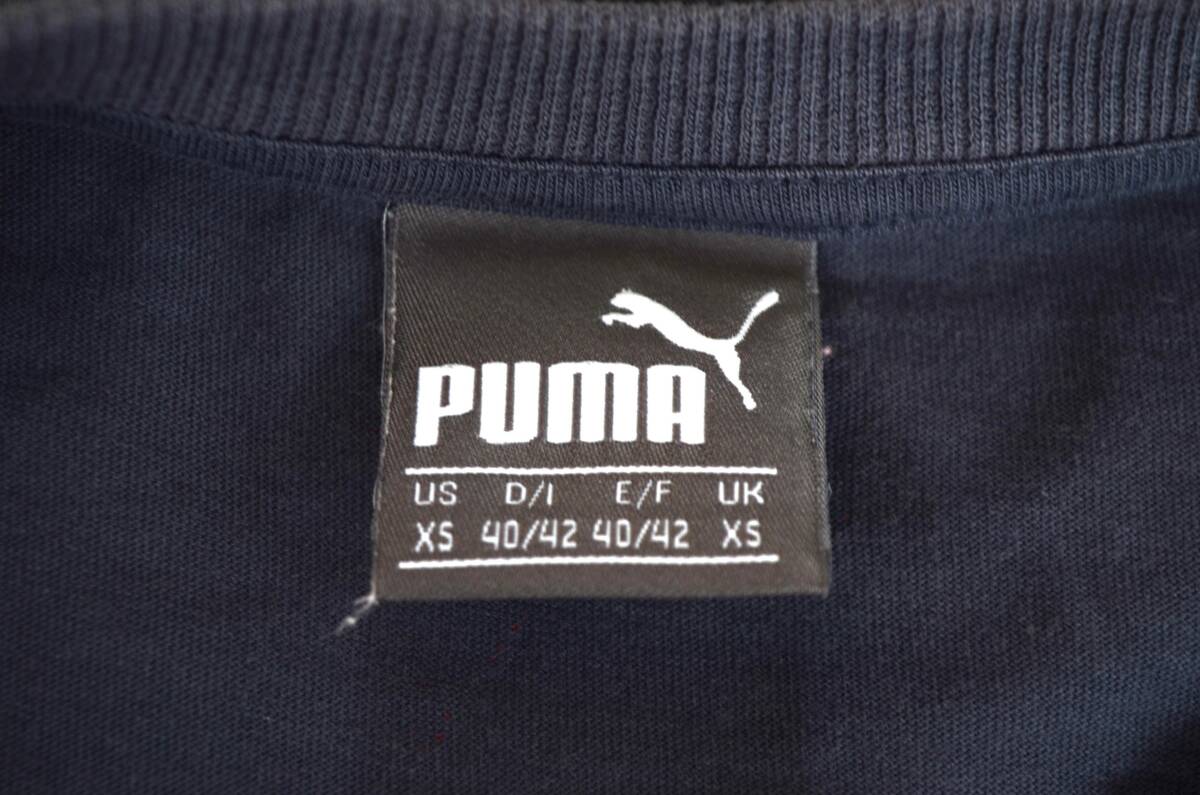 PUMA
US D/I E/F UK
XS 40/42 40/42 XS